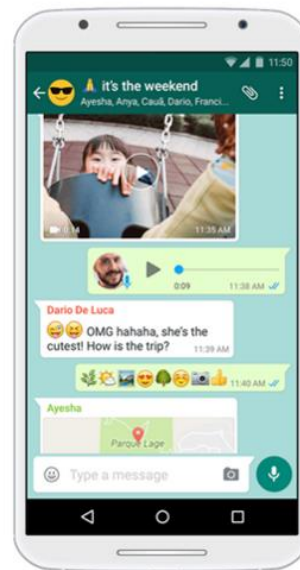 11:50
🙏 it's the weekend
Ayesha, Anya, Cauã, Dario, Franci...
0:14
11:35 AM
0:09
11:38 AM
Dario De Luca
😜😝 OMG hahaha, she's the
cutest! How is the trip?
11:39 AM
11:40 AM
Ayesha
Parque Lage
Type a message